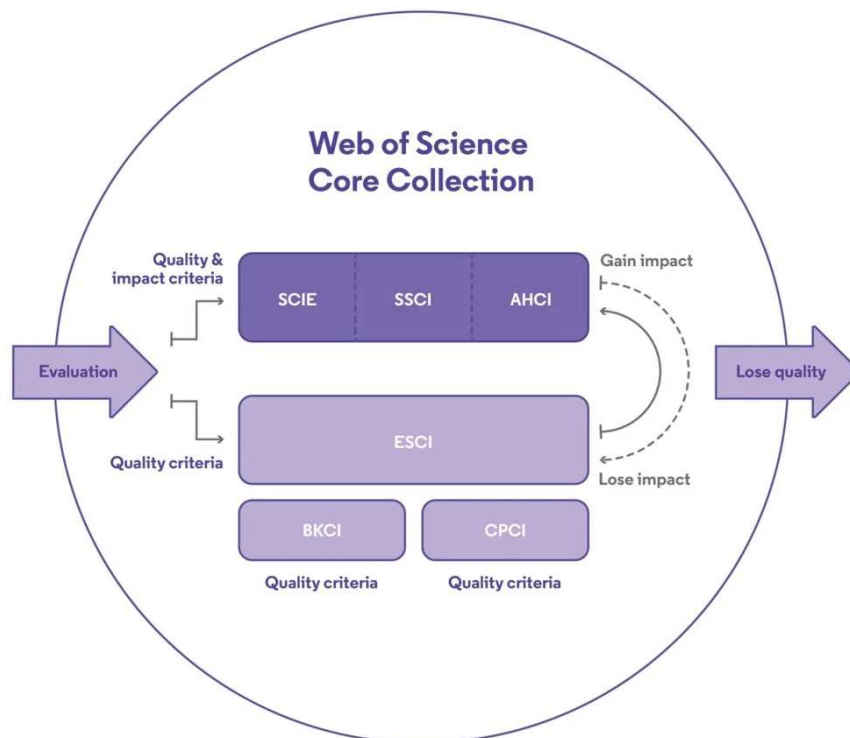 Web of Science
Core Collection
Quality &
impact criteria
SCIE
SSCI
AHCI
Gain impact
Evaluation
Lose quality
Quality criteria
ESCI
Lose impact
BKCI
CPCI
Quality criteria
Quality criteria